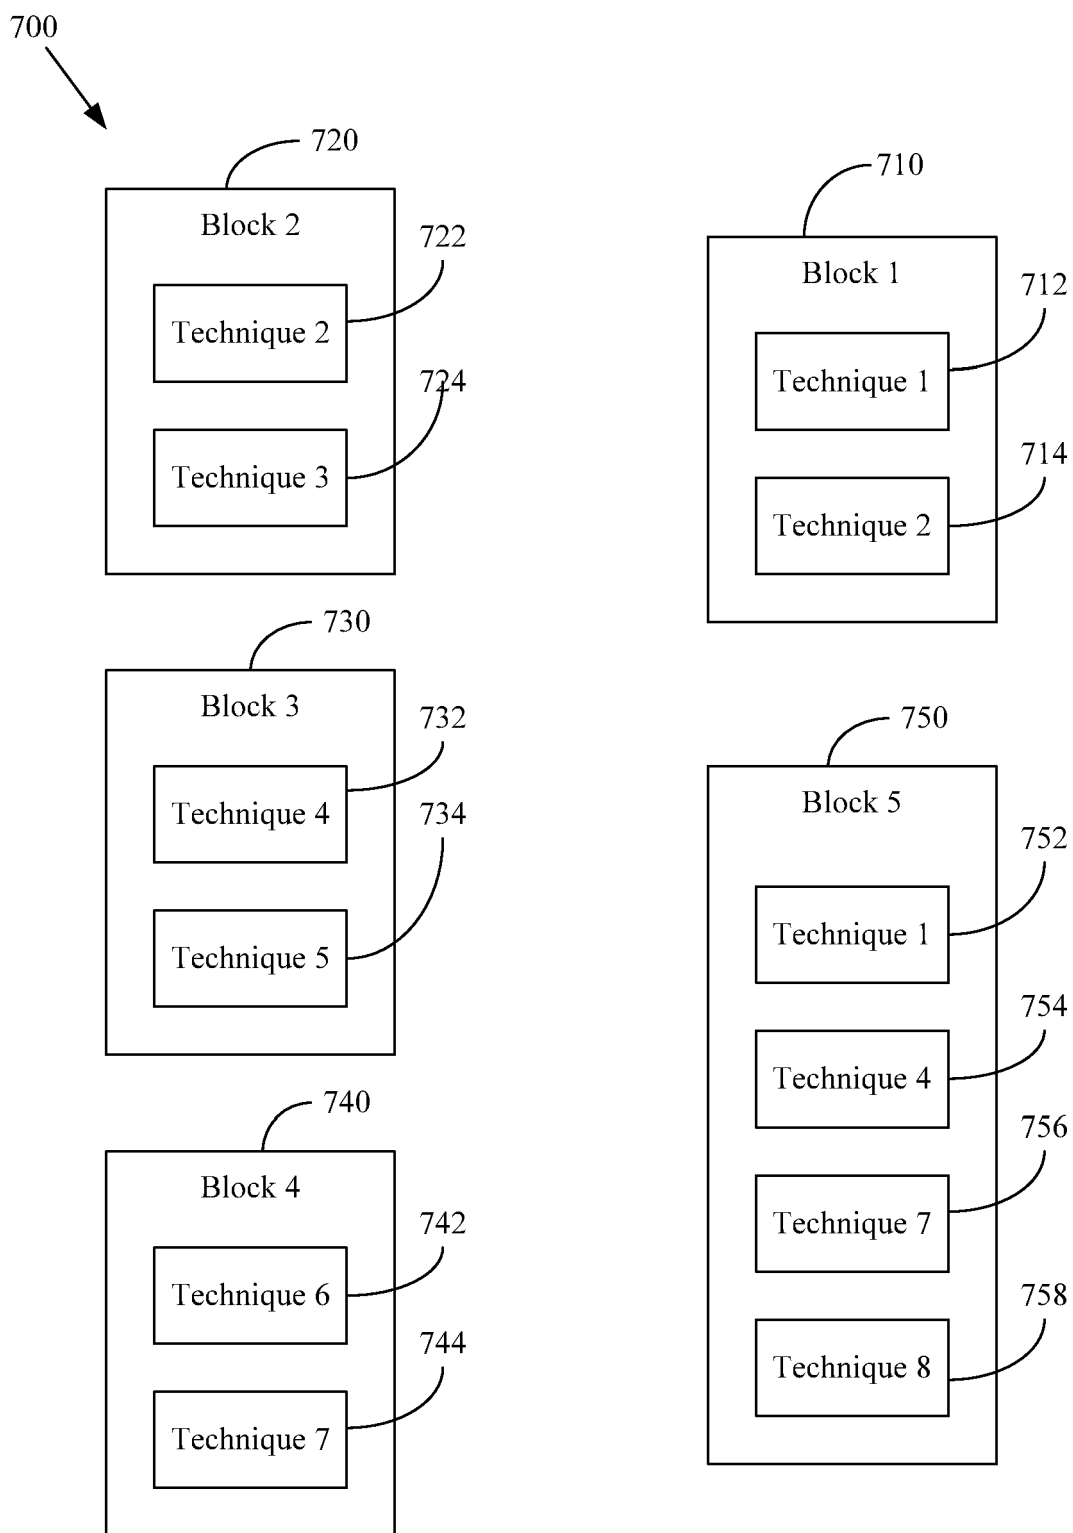 700
720
Block 2
722
Technique 2
724
Technique 3
730
Block 3
732
Technique 4
734
Technique 5
740
Block 4
742
Technique 6
744
Technique 7
710
Block 1
712
Technique 1
714
Technique 2
750
Block 5
752
Technique 1
754
Technique 4
756
Technique 7
758
Technique 8